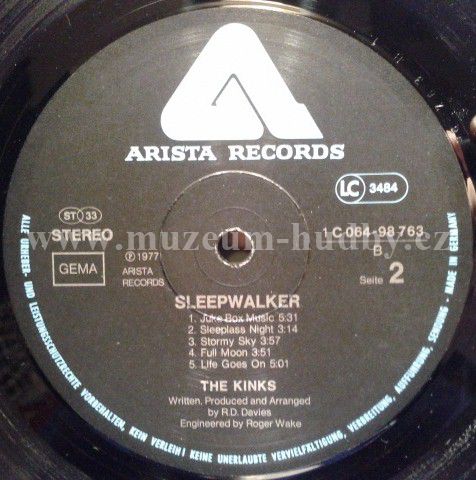 ARISTA RECORDS
LC 3484
ST 33
STEREO
1 C 064-98 763
B
Seite 2
GEMA
℗ 1977
ARISTA
RECORDS
www.muzeum-hudby.cz
SLEEPWALKER
1. Juke Box Music 5:31
2. Sleeplass Night 3:14
3. Stormy Sky 3:57
4. Full Moon 3:51
5. Life Goes On 5:01
THE KINKS
Written, Produced and Arranged
by R.D. Davies
Engineered by Roger Wake
ALLE URHEBER- UND LEISTUNGSSCHUTZRECHTE VORBEHALTEN. KEIN VERLEIH! KEINE UNERLAUBTE VERVIELFÄLTIGUNG, VERBREITUNG, AUFFÜHRUNG, SENDUNG - MADE IN GERMANY